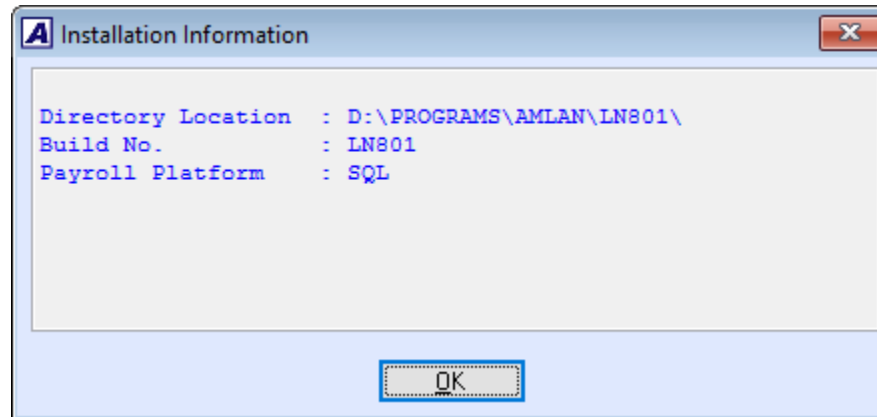 A Installation Information
Directory Location : D:\PROGRAMS\AMLAN\LN801\
Build No. : LN801
Payroll Platform : SQL
OK